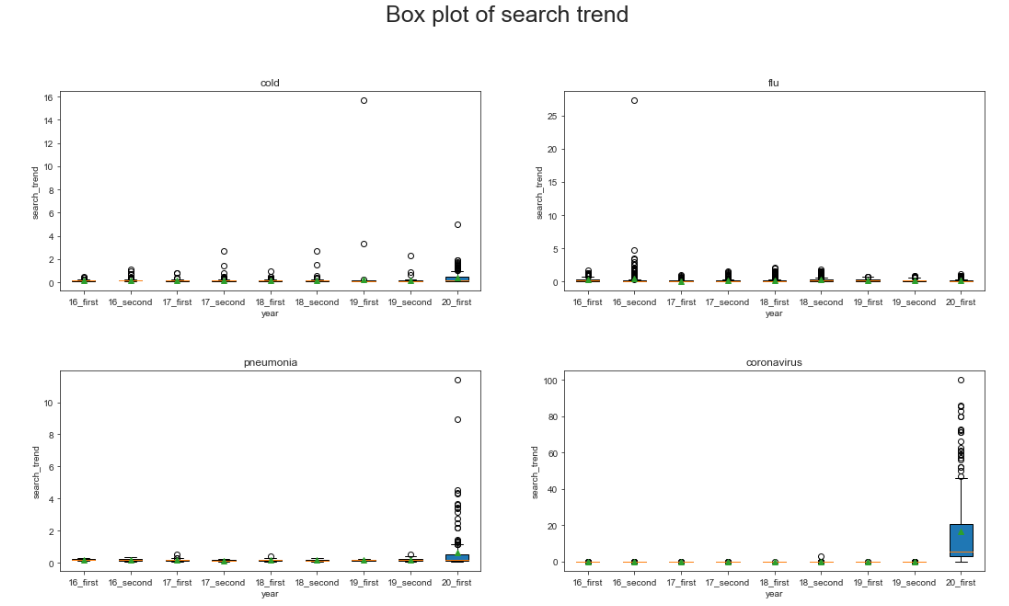 Box plot of search trend
cold
16
14
12
10
8
6
4
2
0
search_trend
16_first 16_second 17_first 17_second 18_first 18_second 19_first 19_second 20_first
year
flu
25
20
15
10
5
0
search_trend
16_first 16_second 17_first 17_second 18_first 18_second 19_first 19_second 20_first
year
pneumonia
10
8
6
4
2
0
search_trend
16_first 16_second 17_first 17_second 18_first 18_second 19_first 19_second 20_first
year
coronavirus
100
80
60
40
20
0
search_trend
16_first 16_second 17_first 17_second 18_first 18_second 19_first 19_second 20_first
year